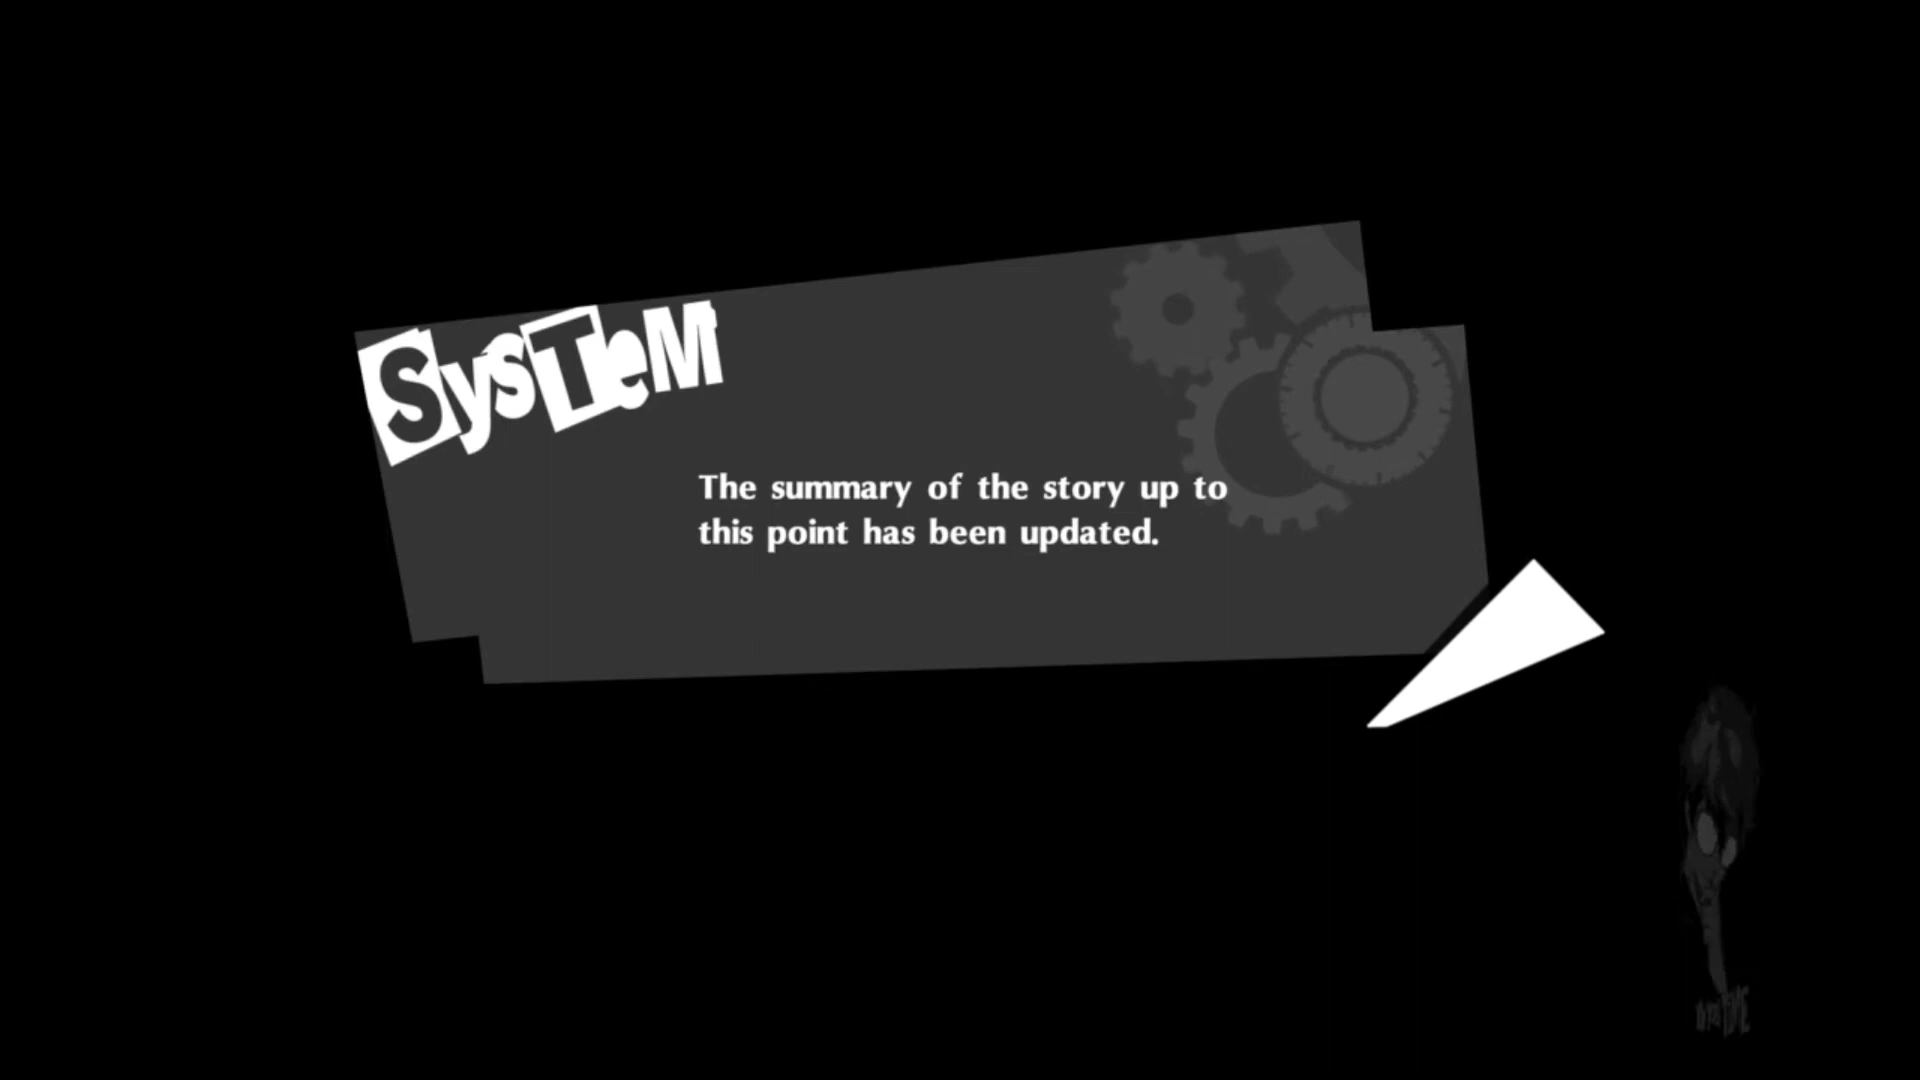 SysTeM
The summary of the story up to
this point has been updated.